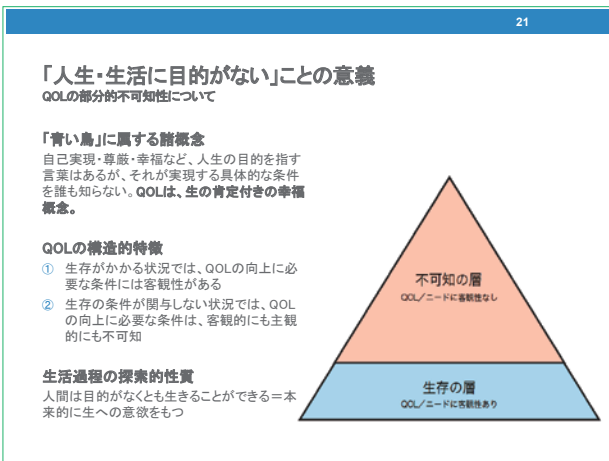 21
「人生・生活に目的がない」ことの意義
QOLの部分的不可知性について
「青い鳥」に属する諸概念
自己実現・尊厳・幸福など、人生の目的を指す
言葉はあるが、それが実現する具体的な条件
を誰も知らない。QOLは、生の肯定付きの幸福
概念。
QOLの構造的特徴
① 生存がかかる状況では、QOLの向上に必
要な条件には客観性がある
② 生存の条件が関与しない状況では、QOL
の向上に必要な条件は、客観的にも主観
的にも不可知
生活過程の探索的性質
人間は目的がなくとも生きることができる＝本
来的に生への意欲をもつ
不可知の層
QOL／ニードに客観性なし
生存の層
QOL／ニードに客観性あり